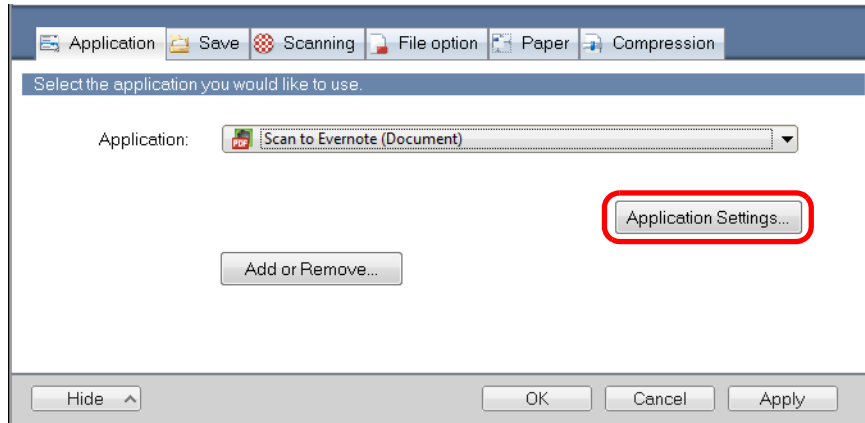 Application Save Scanning File option Paper Compression
Select the application you would like to use.
Application: PDF Scan to Evernote (Document)
Application Settings...
Add or Remove...
Hide OK Cancel Apply